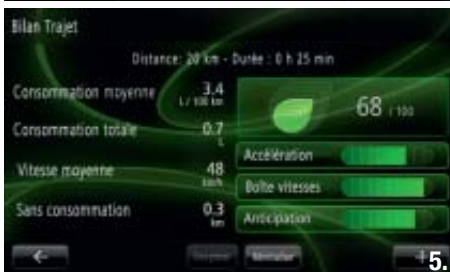 Bilan Trajet
Distance: 20 km - Durée : 0 h 25 min
Consommation moyenne 3.4 L / 100 km
68 / 100
Consommation totale 0.7 L
Accélération
Vitesse moyenne 48 km/h
Boîte vitesses
Sans consommation 0.3 km
Anticipation
5.